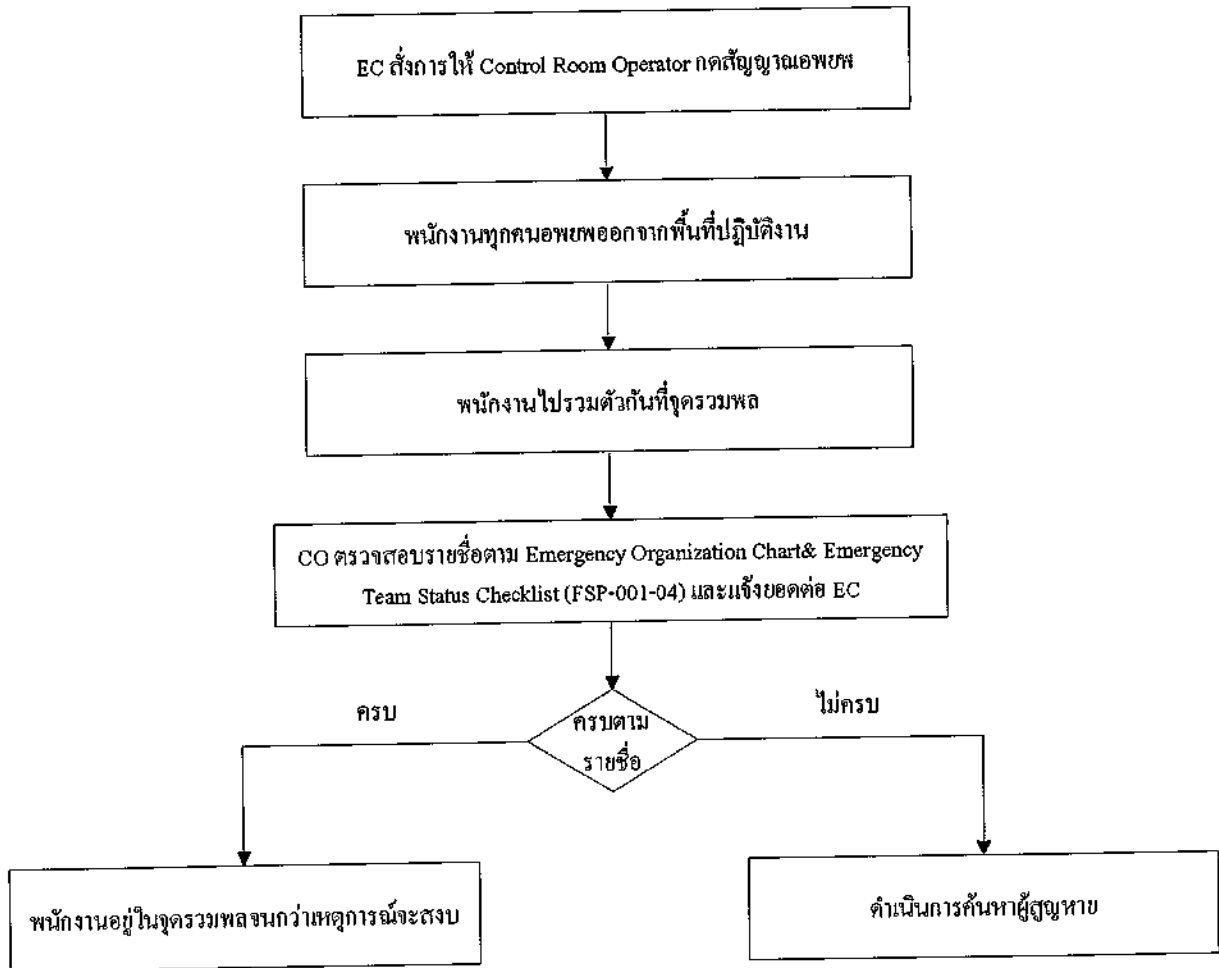 EC สั่งการให้ Control Room Operator กดสัญญาณอพยพ
พนักงานทุกคนอพยพออกจากพื้นที่ปฏิบัติงาน
พนักงานไปรวมตัวกันที่จุดรวมพล
CO ตรวจสอบรายชื่อตาม Emergency Organization Chart& Emergency
Team Status Checklist (FSP-001-04) และแจ้งยอดต่อ EC
ครบ
ไม่ครบ
ครบตาม
รายชื่อ
พนักงานอยู่ในจุดรวมพลจนกว่าเหตุการณ์จะสงบ
ดำเนินการค้นหาผู้สูญหาย